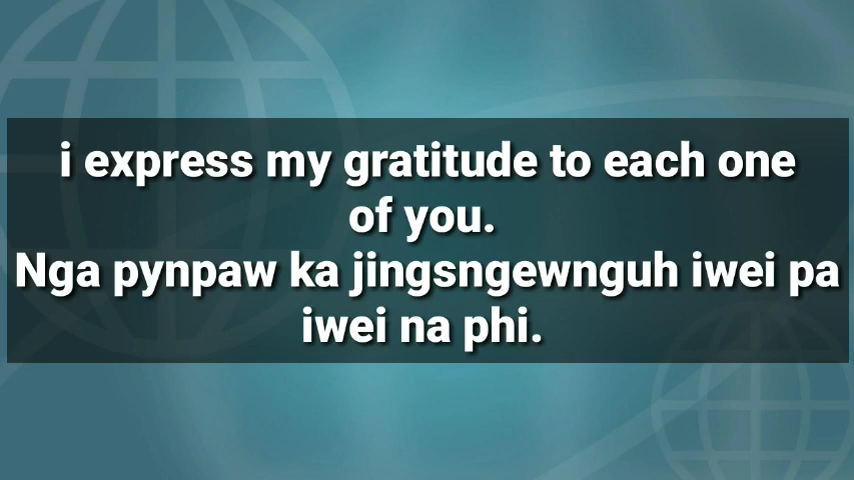 i express my gratitude to each one
of you.
Nga pynpaw ka jingsngewnguh iwei pa
iwei na phi.